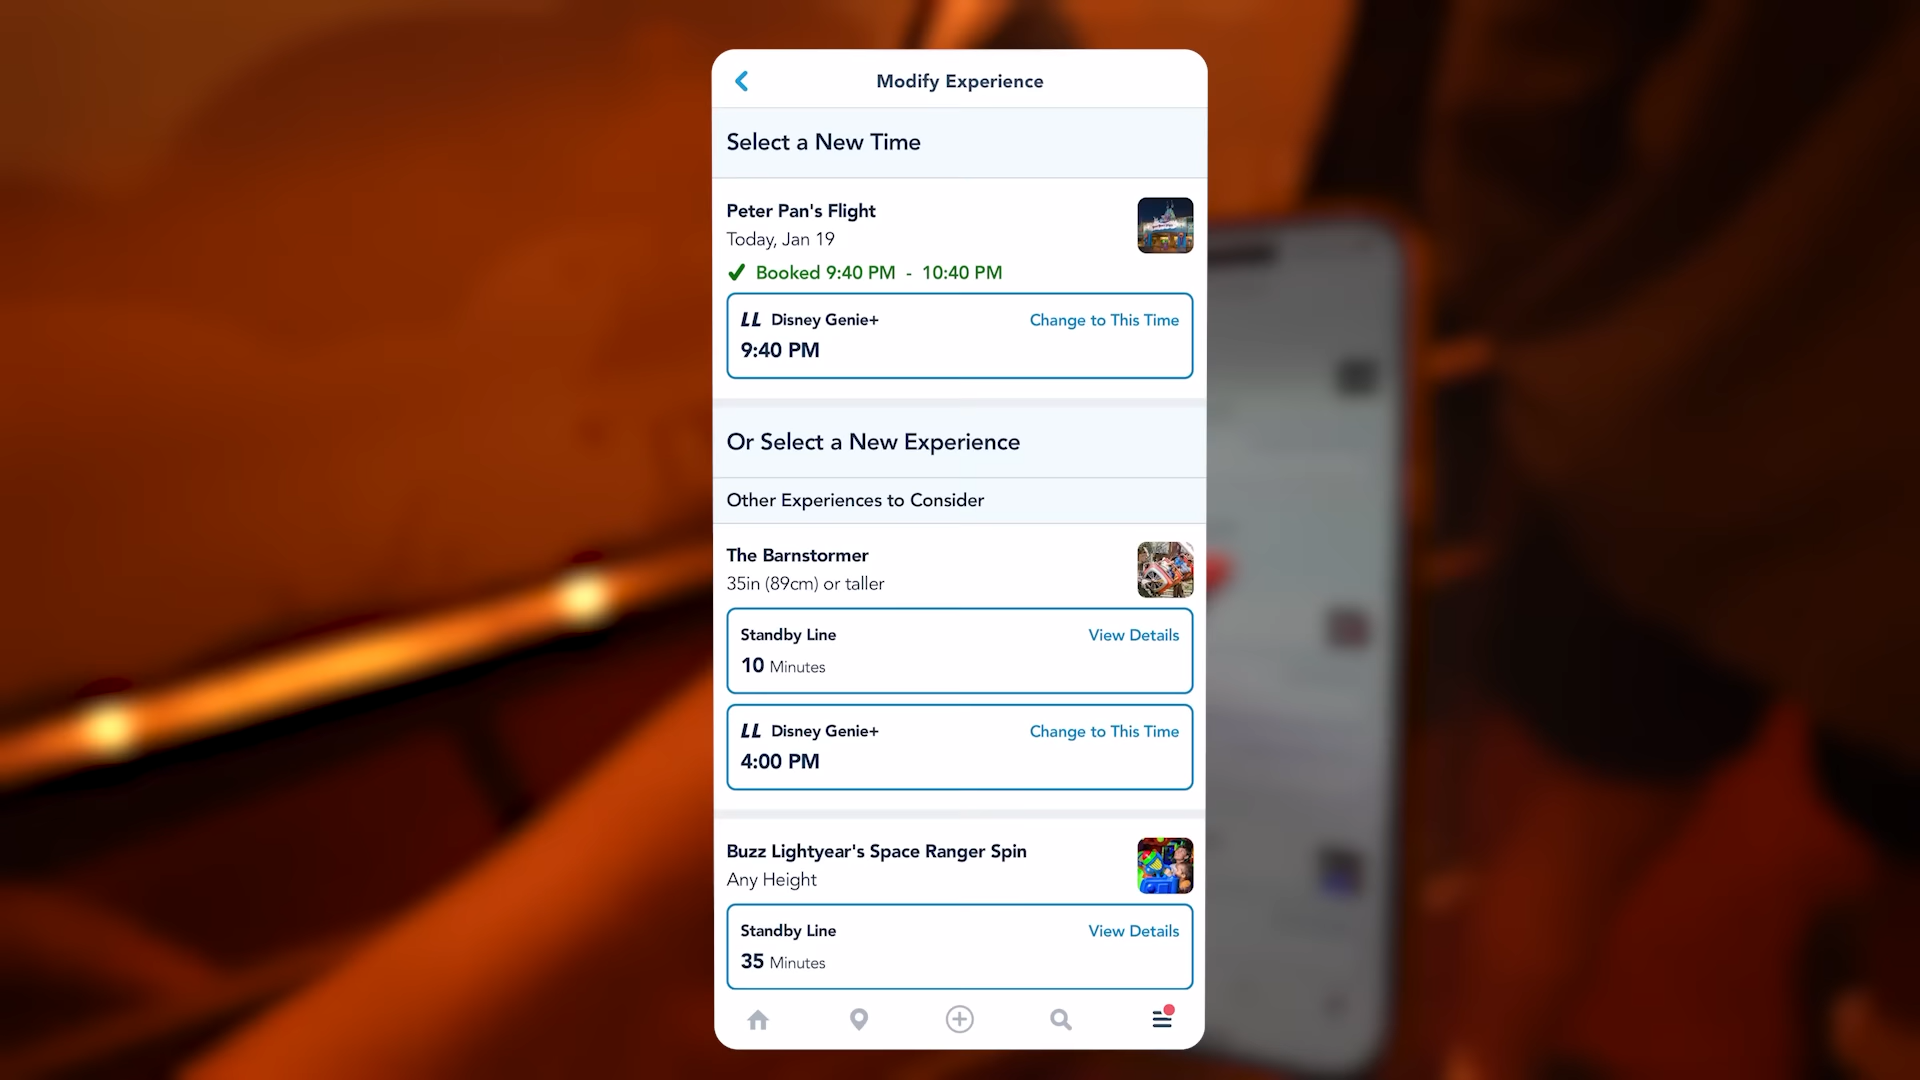 Modify Experience
Select a New Time
Peter Pan's Flight
Today, Jan 19
Booked 9:40 PM - 10:40 PM
LL Disney Genie+ Change to This Time
9:40 PM
Or Select a New Experience
Other Experiences to Consider
The Barnstormer
35in (89cm) or taller
Standby Line View Details
10 Minutes
LL Disney Genie+ Change to This Time
4:00 PM
Buzz Lightyear's Space Ranger Spin
Any Height
Standby Line View Details
35 Minutes